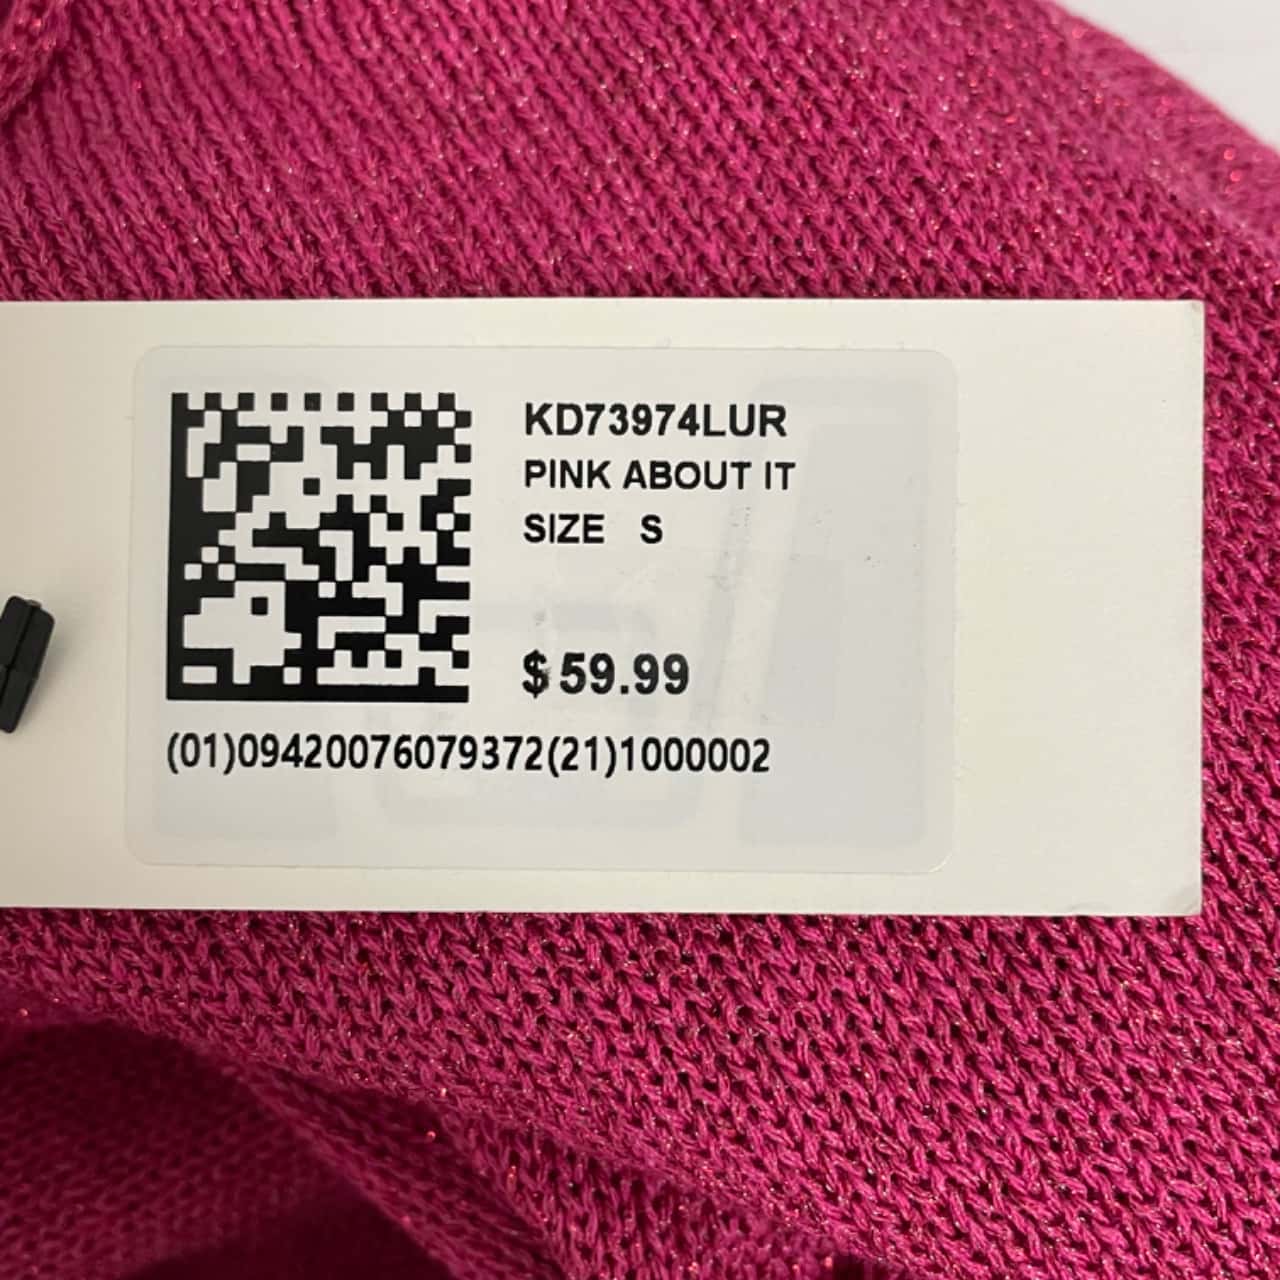 KD73974LUR
PINK ABOUT IT
SIZE S
$59.99
(01)09420076079372(21)1000002